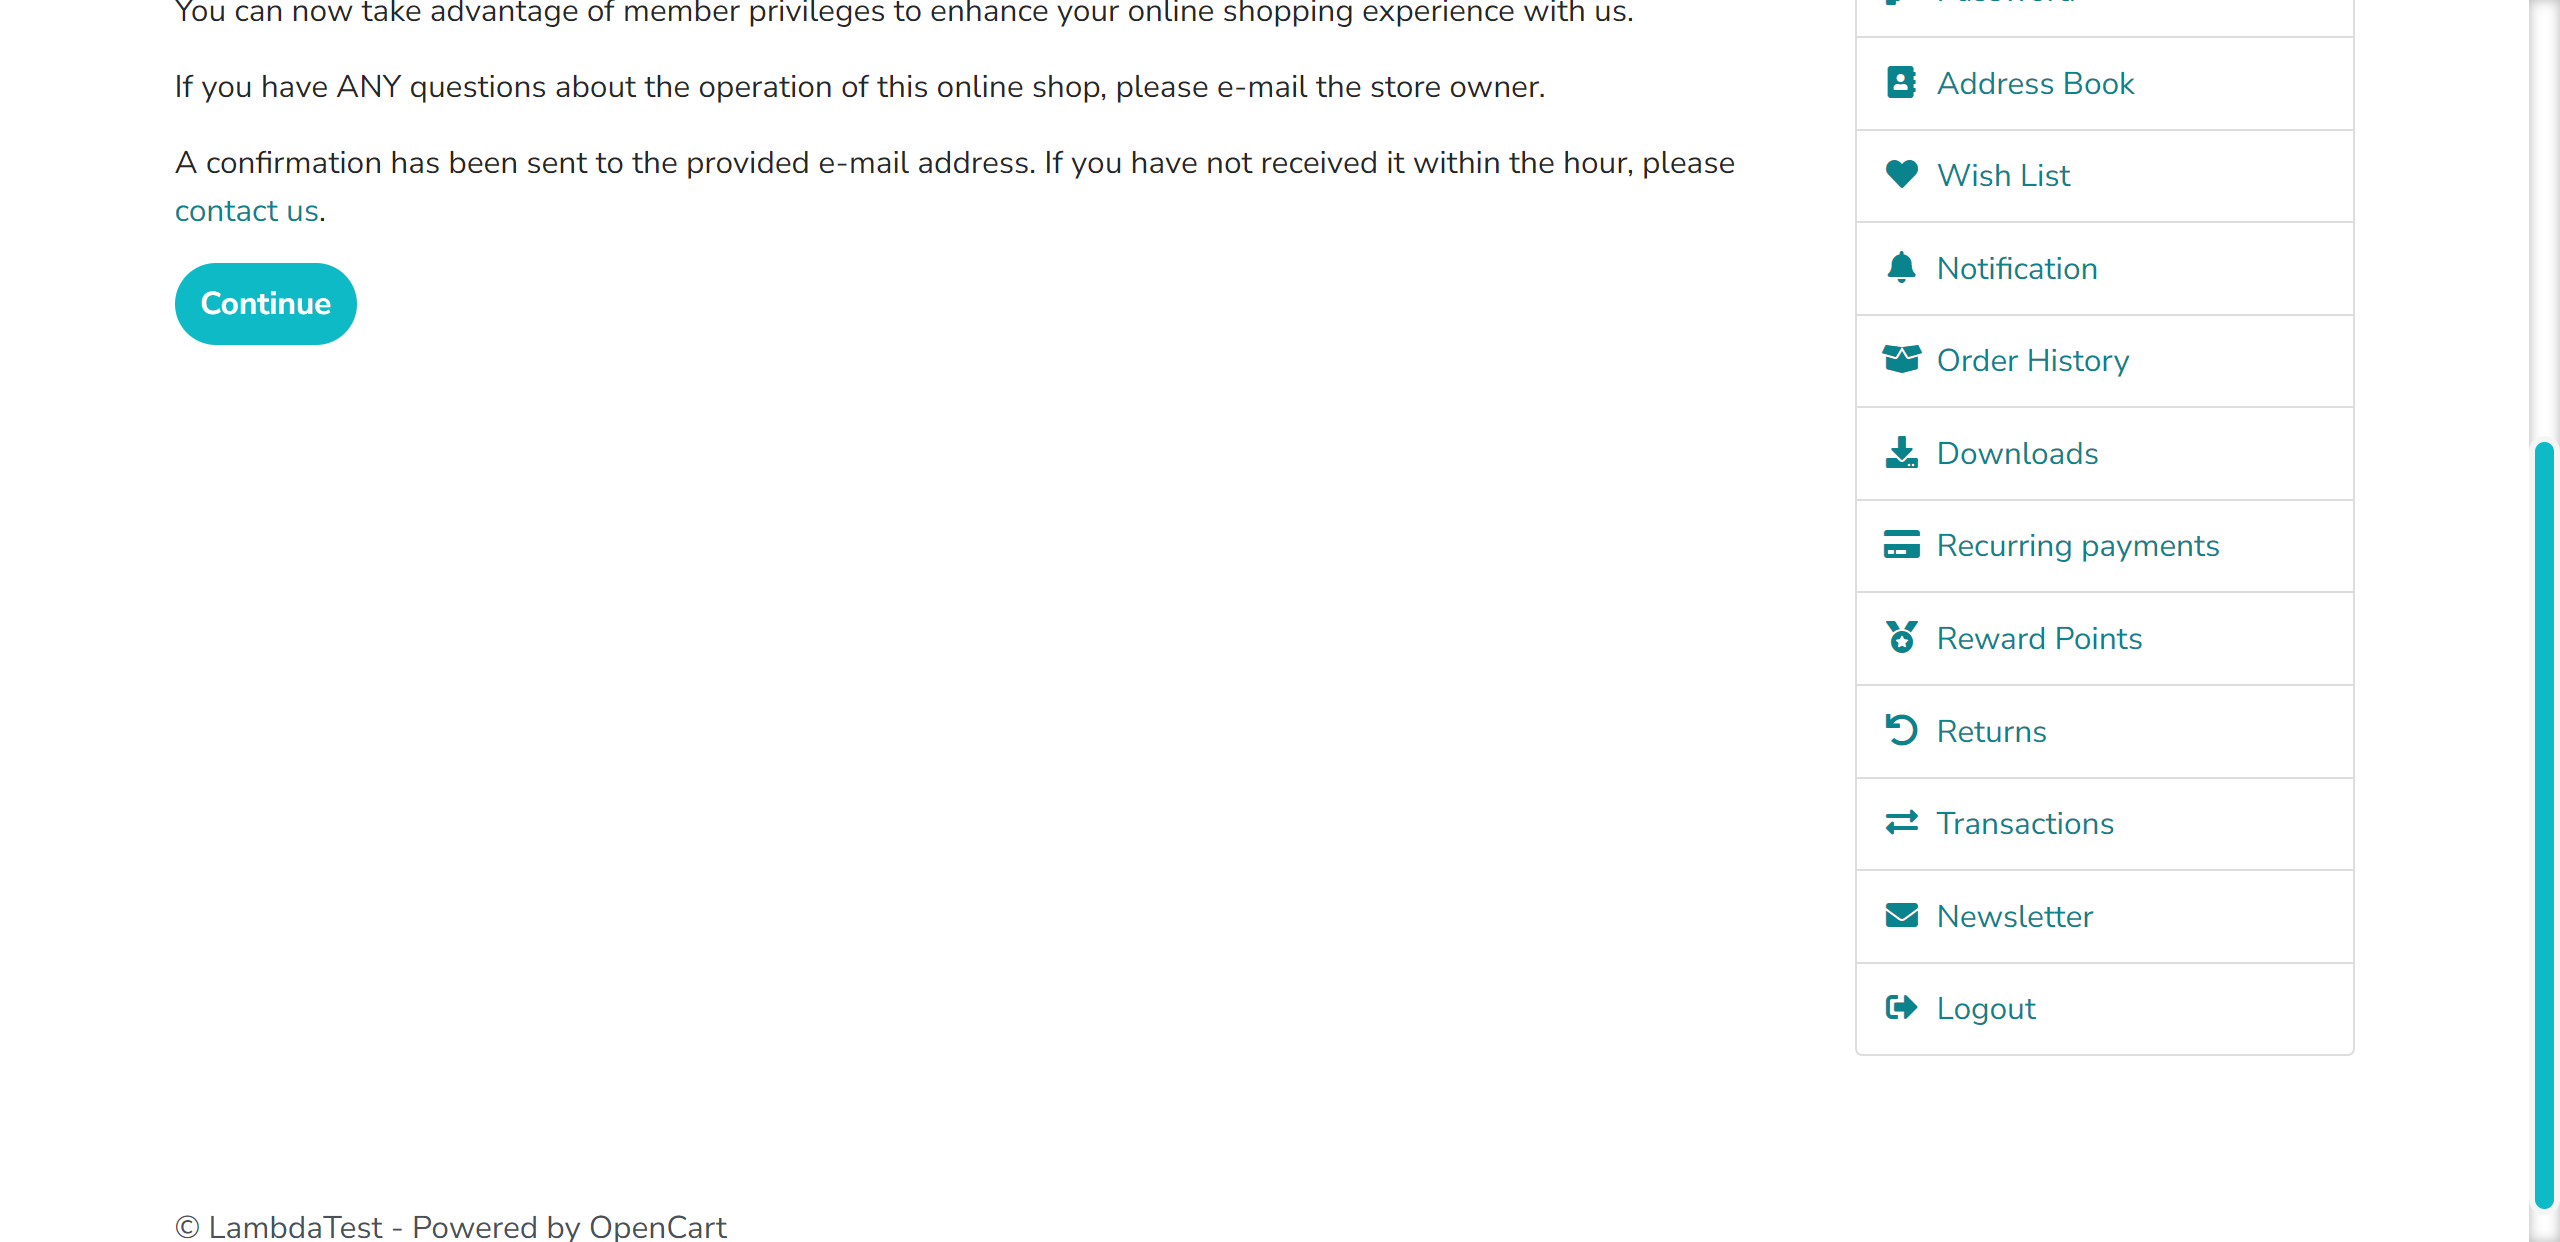 You can now take advantage of member privileges to enhance your online shopping experience with us.
If you have ANY questions about the operation of this online shop, please e-mail the store owner.
A confirmation has been sent to the provided e-mail address. If you have not received it within the hour, please
contact us.
Continue
Address Book
Wish List
Notification
Order History
Downloads
Recurring payments
Reward Points
Returns
Transactions
Newsletter
Logout
© LambdaTest - Powered by OpenCart